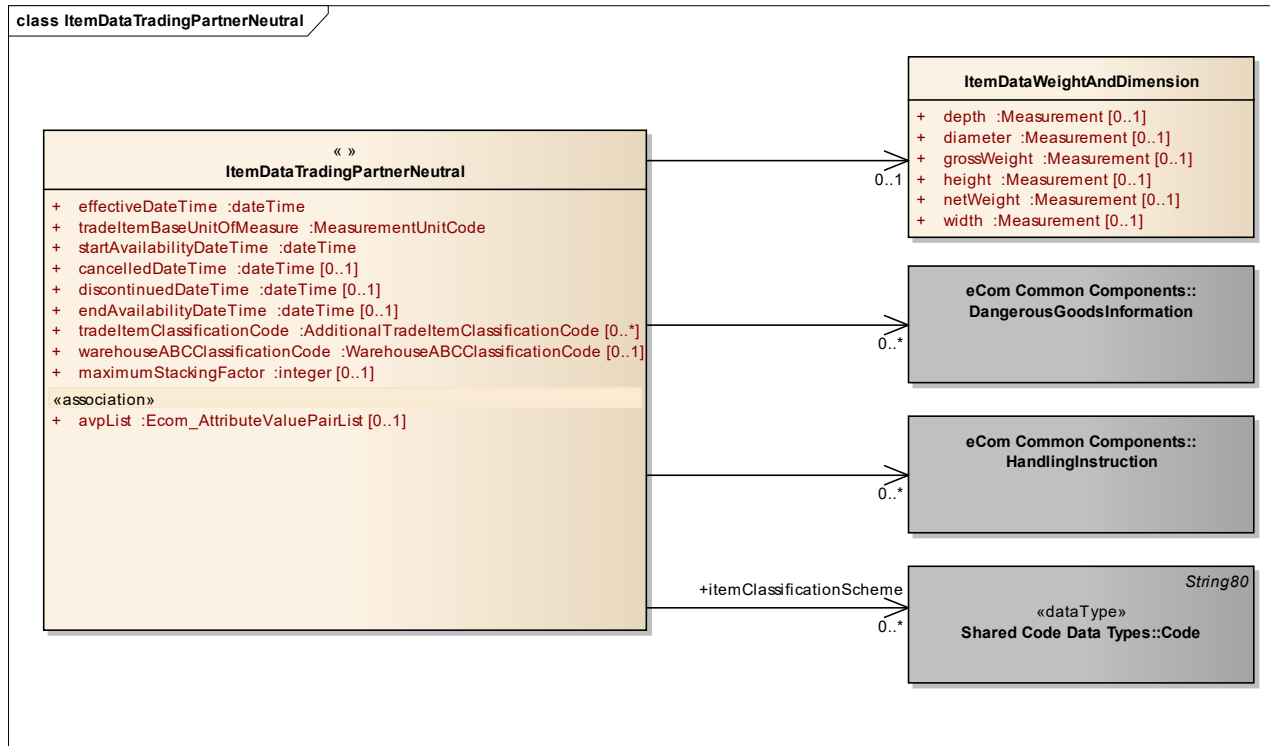 class ItemDataTradingPartnerNeutral
« »
ItemDataTradingPartnerNeutral
+ effectiveDateTime :dateTime
+ tradeItemBaseUnitOfMeasure :MeasurementUnitCode
+ startAvailabilityDateTime :dateTime
+ cancelledDateTime :dateTime [0..1]
+ discontinuedDateTime :dateTime [0..1]
+ endAvailabilityDateTime :dateTime [0..1]
+ tradeItemClassificationCode :AdditionalTradeItemClassificationCode [0..*]
+ warehouseABCClassificationCode :WarehouseABCClassificationCode [0..1]
+ maximumStackingFactor :integer [0..1]
«association»
+ avpList :Ecom_AttributeValuePairList [0..1]
ItemDataWeightAndDimension
+ depth :Measurement [0..1]
+ diameter :Measurement [0..1]
+ grossWeight :Measurement [0..1]
+ height :Measurement [0..1]
+ netWeight :Measurement [0..1]
+ width :Measurement [0..1]
0..1
eCom Common Components::
DangerousGoodsInformation
0..*
eCom Common Components::
HandlingInstruction
0..*
+itemClassificationScheme
0..*
String80
«dataType»
Shared Code Data Types::Code